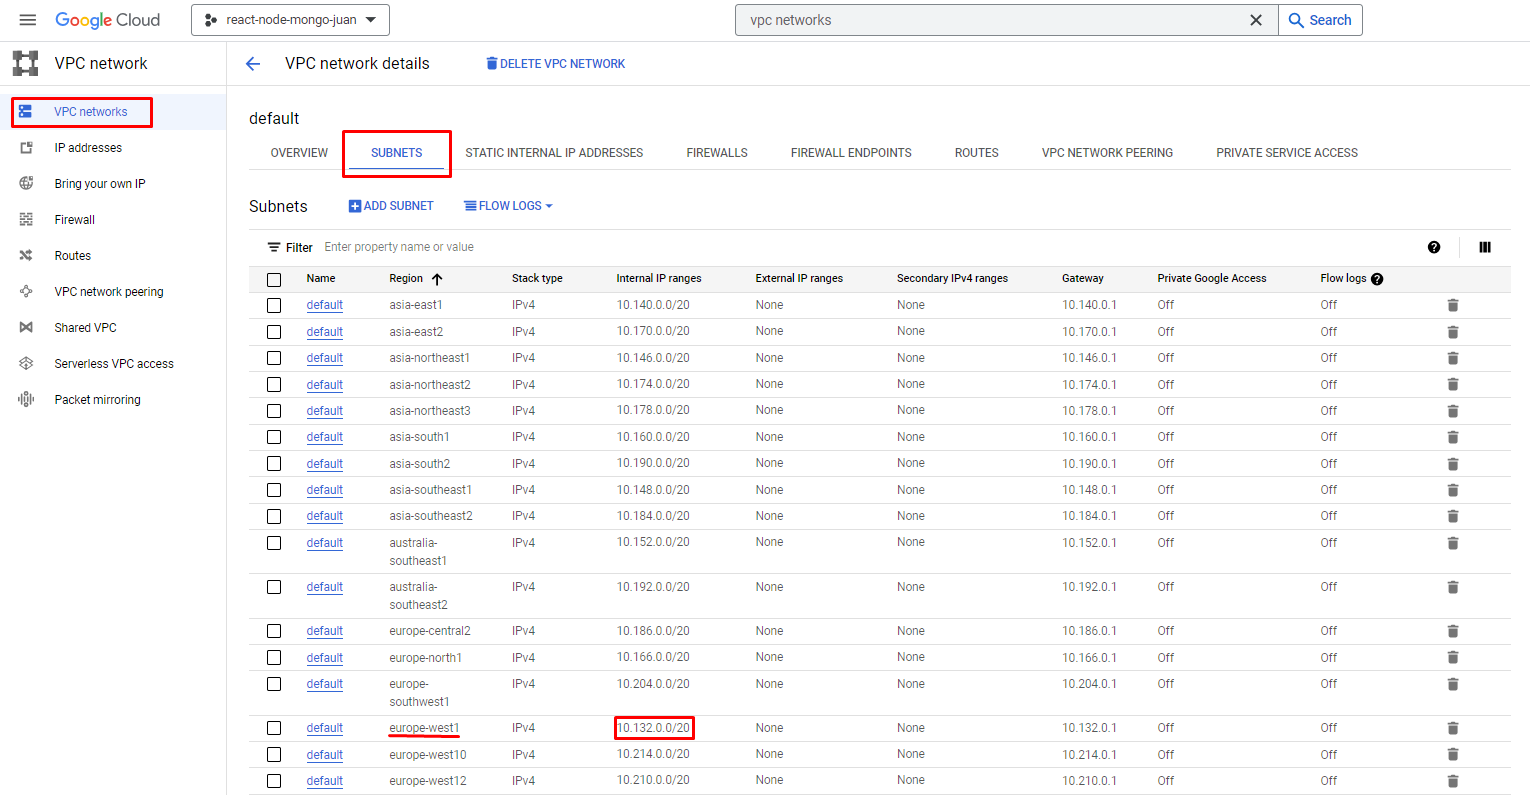 Google Cloud react-node-mongo-juan vpc networks Search
VPC network VPC network details DELETE VPC NETWORK
VPC networks
IP addresses
Bring your own IP
Firewall
Routes
VPC network peering
Shared VPC
Serverless VPC access
Packet mirroring
default
OVERVIEW SUBNETS STATIC INTERNAL IP ADDRESSES FIREWALLS FIREWALL ENDPOINTS ROUTES VPC NETWORK PEERING PRIVATE SERVICE ACCESS
Subnets ADD SUBNET FLOW LOGS
Filter Enter property name or value
Name Region Stack type Internal IP ranges External IP ranges Secondary IPv4 ranges Gateway Private Google Access Flow logs
default asia-east1 IPv4 10.140.0.0/20 None None 10.140.0.1 Off Off
default asia-east2 IPv4 10.170.0.0/20 None None 10.170.0.1 Off Off
default asia-northeast1 IPv4 10.146.0.0/20 None None 10.146.0.1 Off Off
default asia-northeast2 IPv4 10.174.0.0/20 None None 10.174.0.1 Off Off
default asia-northeast3 IPv4 10.178.0.0/20 None None 10.178.0.1 Off Off
default asia-south1 IPv4 10.160.0.0/20 None None 10.160.0.1 Off Off
default asia-south2 IPv4 10.190.0.0/20 None None 10.190.0.1 Off Off
default asia-southeast1 IPv4 10.148.0.0/20 None None 10.148.0.1 Off Off
default asia-southeast2 IPv4 10.184.0.0/20 None None 10.184.0.1 Off Off
default australia- IPv4 10.152.0.0/20 None None 10.152.0.1 Off Off
southeast1
default australia- IPv4 10.192.0.0/20 None None 10.192.0.1 Off Off
southeast2
default europe-central2 IPv4 10.186.0.0/20 None None 10.186.0.1 Off Off
default europe-north1 IPv4 10.166.0.0/20 None None 10.166.0.1 Off Off
default europe- IPv4 10.204.0.0/20 None None 10.204.0.1 Off Off
southwest1
default europe-west1 IPv4 10.132.0.0/20 None None 10.132.0.1 Off Off
default europe-west10 IPv4 10.214.0.0/20 None None 10.214.0.1 Off Off
default europe-west12 IPv4 10.210.0.0/20 None None 10.210.0.1 Off Off